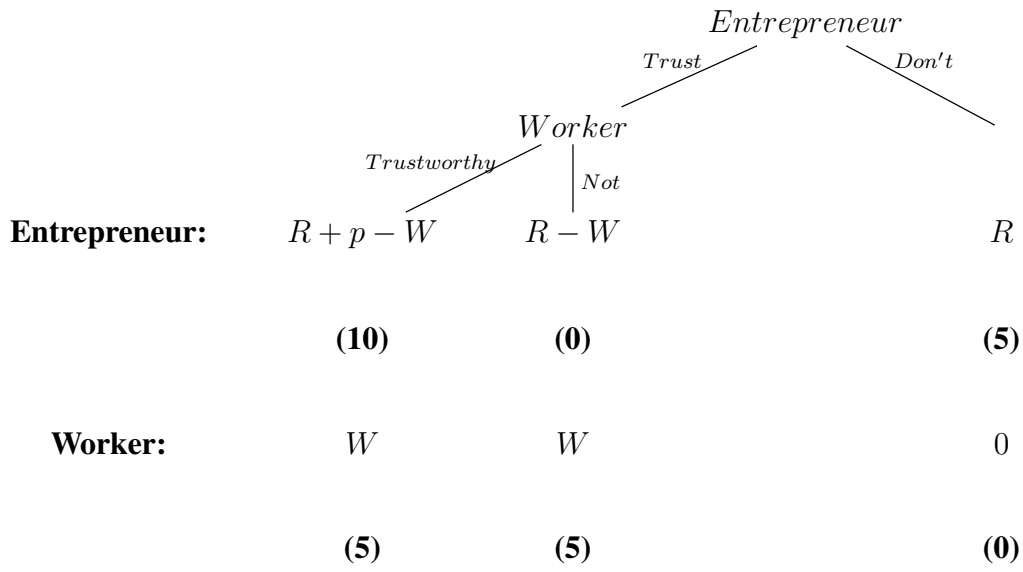 Entrepreneur
Trust
Don't
Worker
Trustworthy
Not
Entrepreneur: R + p − W R − W R
(10) (0) (5)
Worker: W W 0
(5) (5) (0)